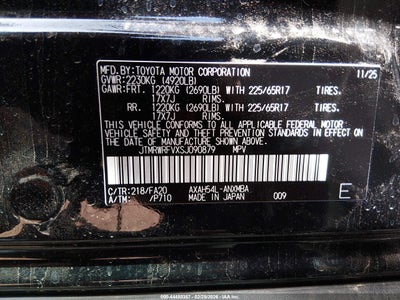 MFD. BY: TOYOTA MOTOR CORPORATION 11/25
GVWR: 2230KG (4920LB)
GAWR: FRT. 1220KG (2690LB) WITH 225/65R17 TIRES.
17X7J RIMS.
RR. 1220KG (2690LB) WITH 225/65R17 TIRES,
17X7J RIMS.
THIS VEHICLE CONFORMS TO ALL APPLICABLE
FEDERAL MOTOR VEHICLE SAFETY AND THEFT
PREVENTION STANDARDS IN EFFECT ON THE DATE
OF MANUFACTURE SHOWN ABOVE.
JTMRWRFVXSJ090879 MPV
C/TR: 218/FA20 AXAH54L-ANXMBA
A/TM: /P710 MADE IN JAPAN 009 E